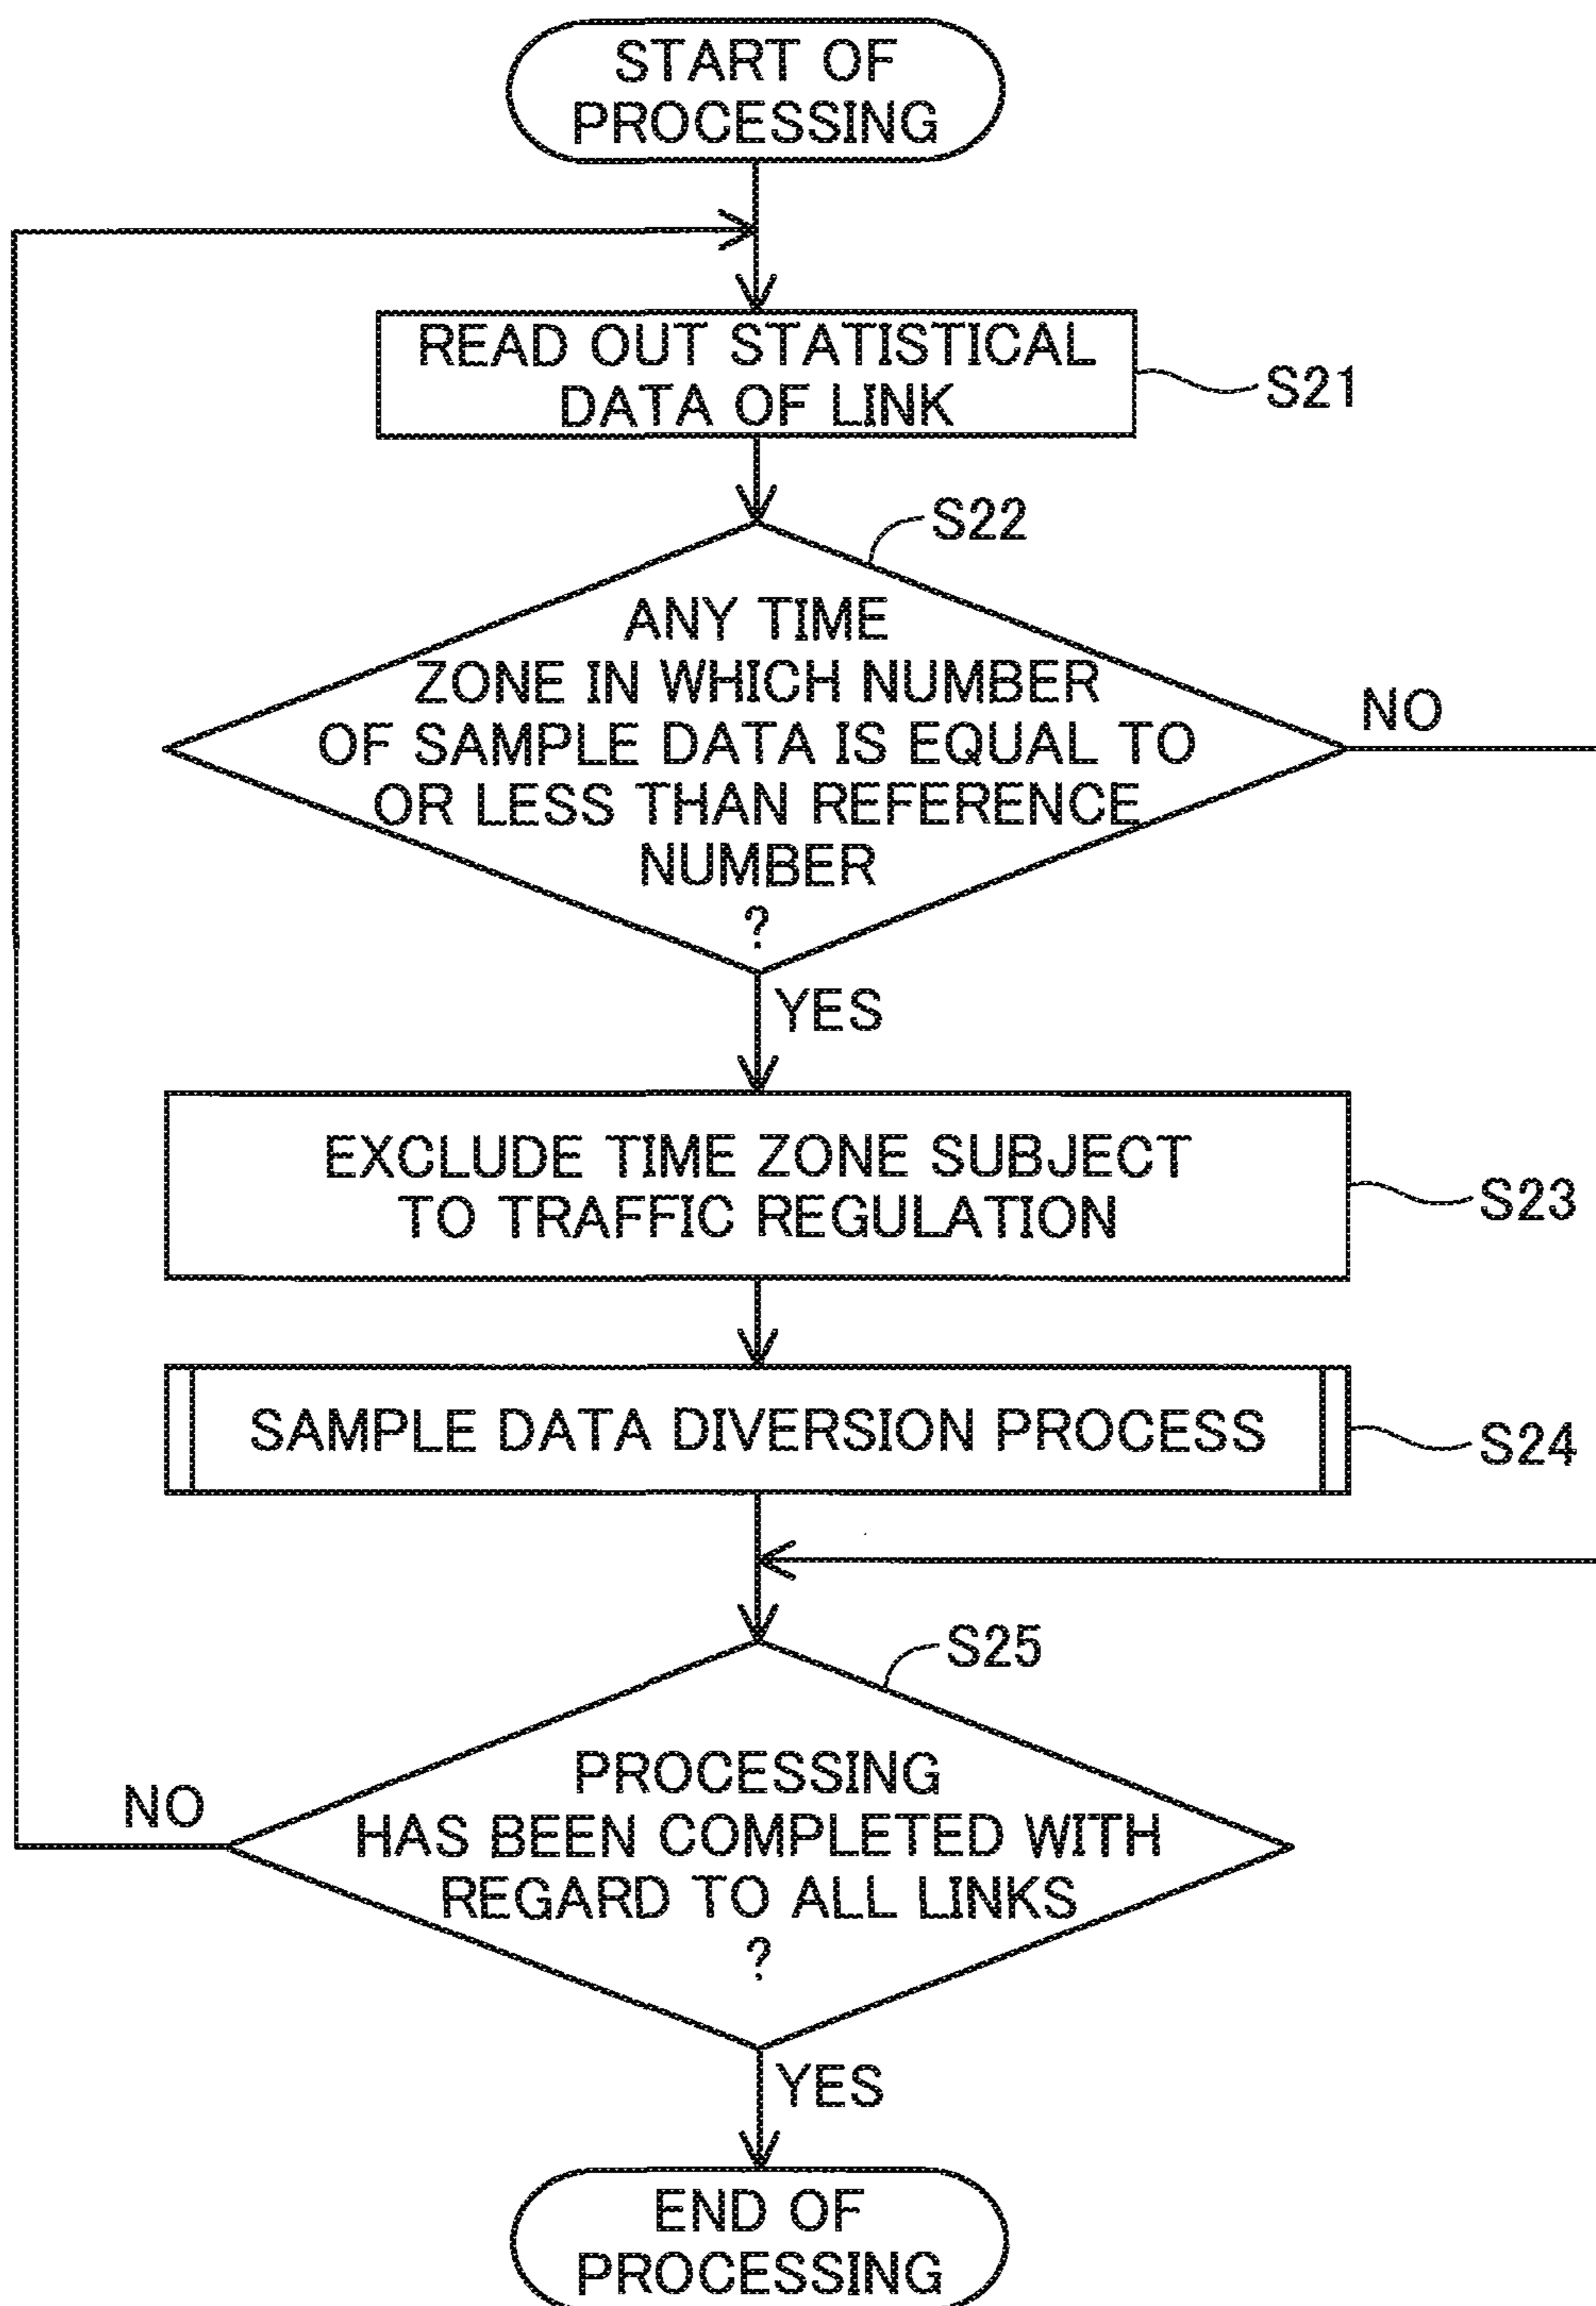 START OF
PROCESSING
READ OUT STATISTICAL
DATA OF LINK
S21
S22
ANY TIME
ZONE IN WHICH NUMBER
OF SAMPLE DATA IS EQUAL TO
OR LESS THAN REFERENCE
NUMBER
?
NO
YES
EXCLUDE TIME ZONE SUBJECT
TO TRAFFIC REGULATION
S23
SAMPLE DATA DIVERSION PROCESS
S24
S25
PROCESSING
HAS BEEN COMPLETED WITH
REGARD TO ALL LINKS
?
NO
YES
END OF
PROCESSING